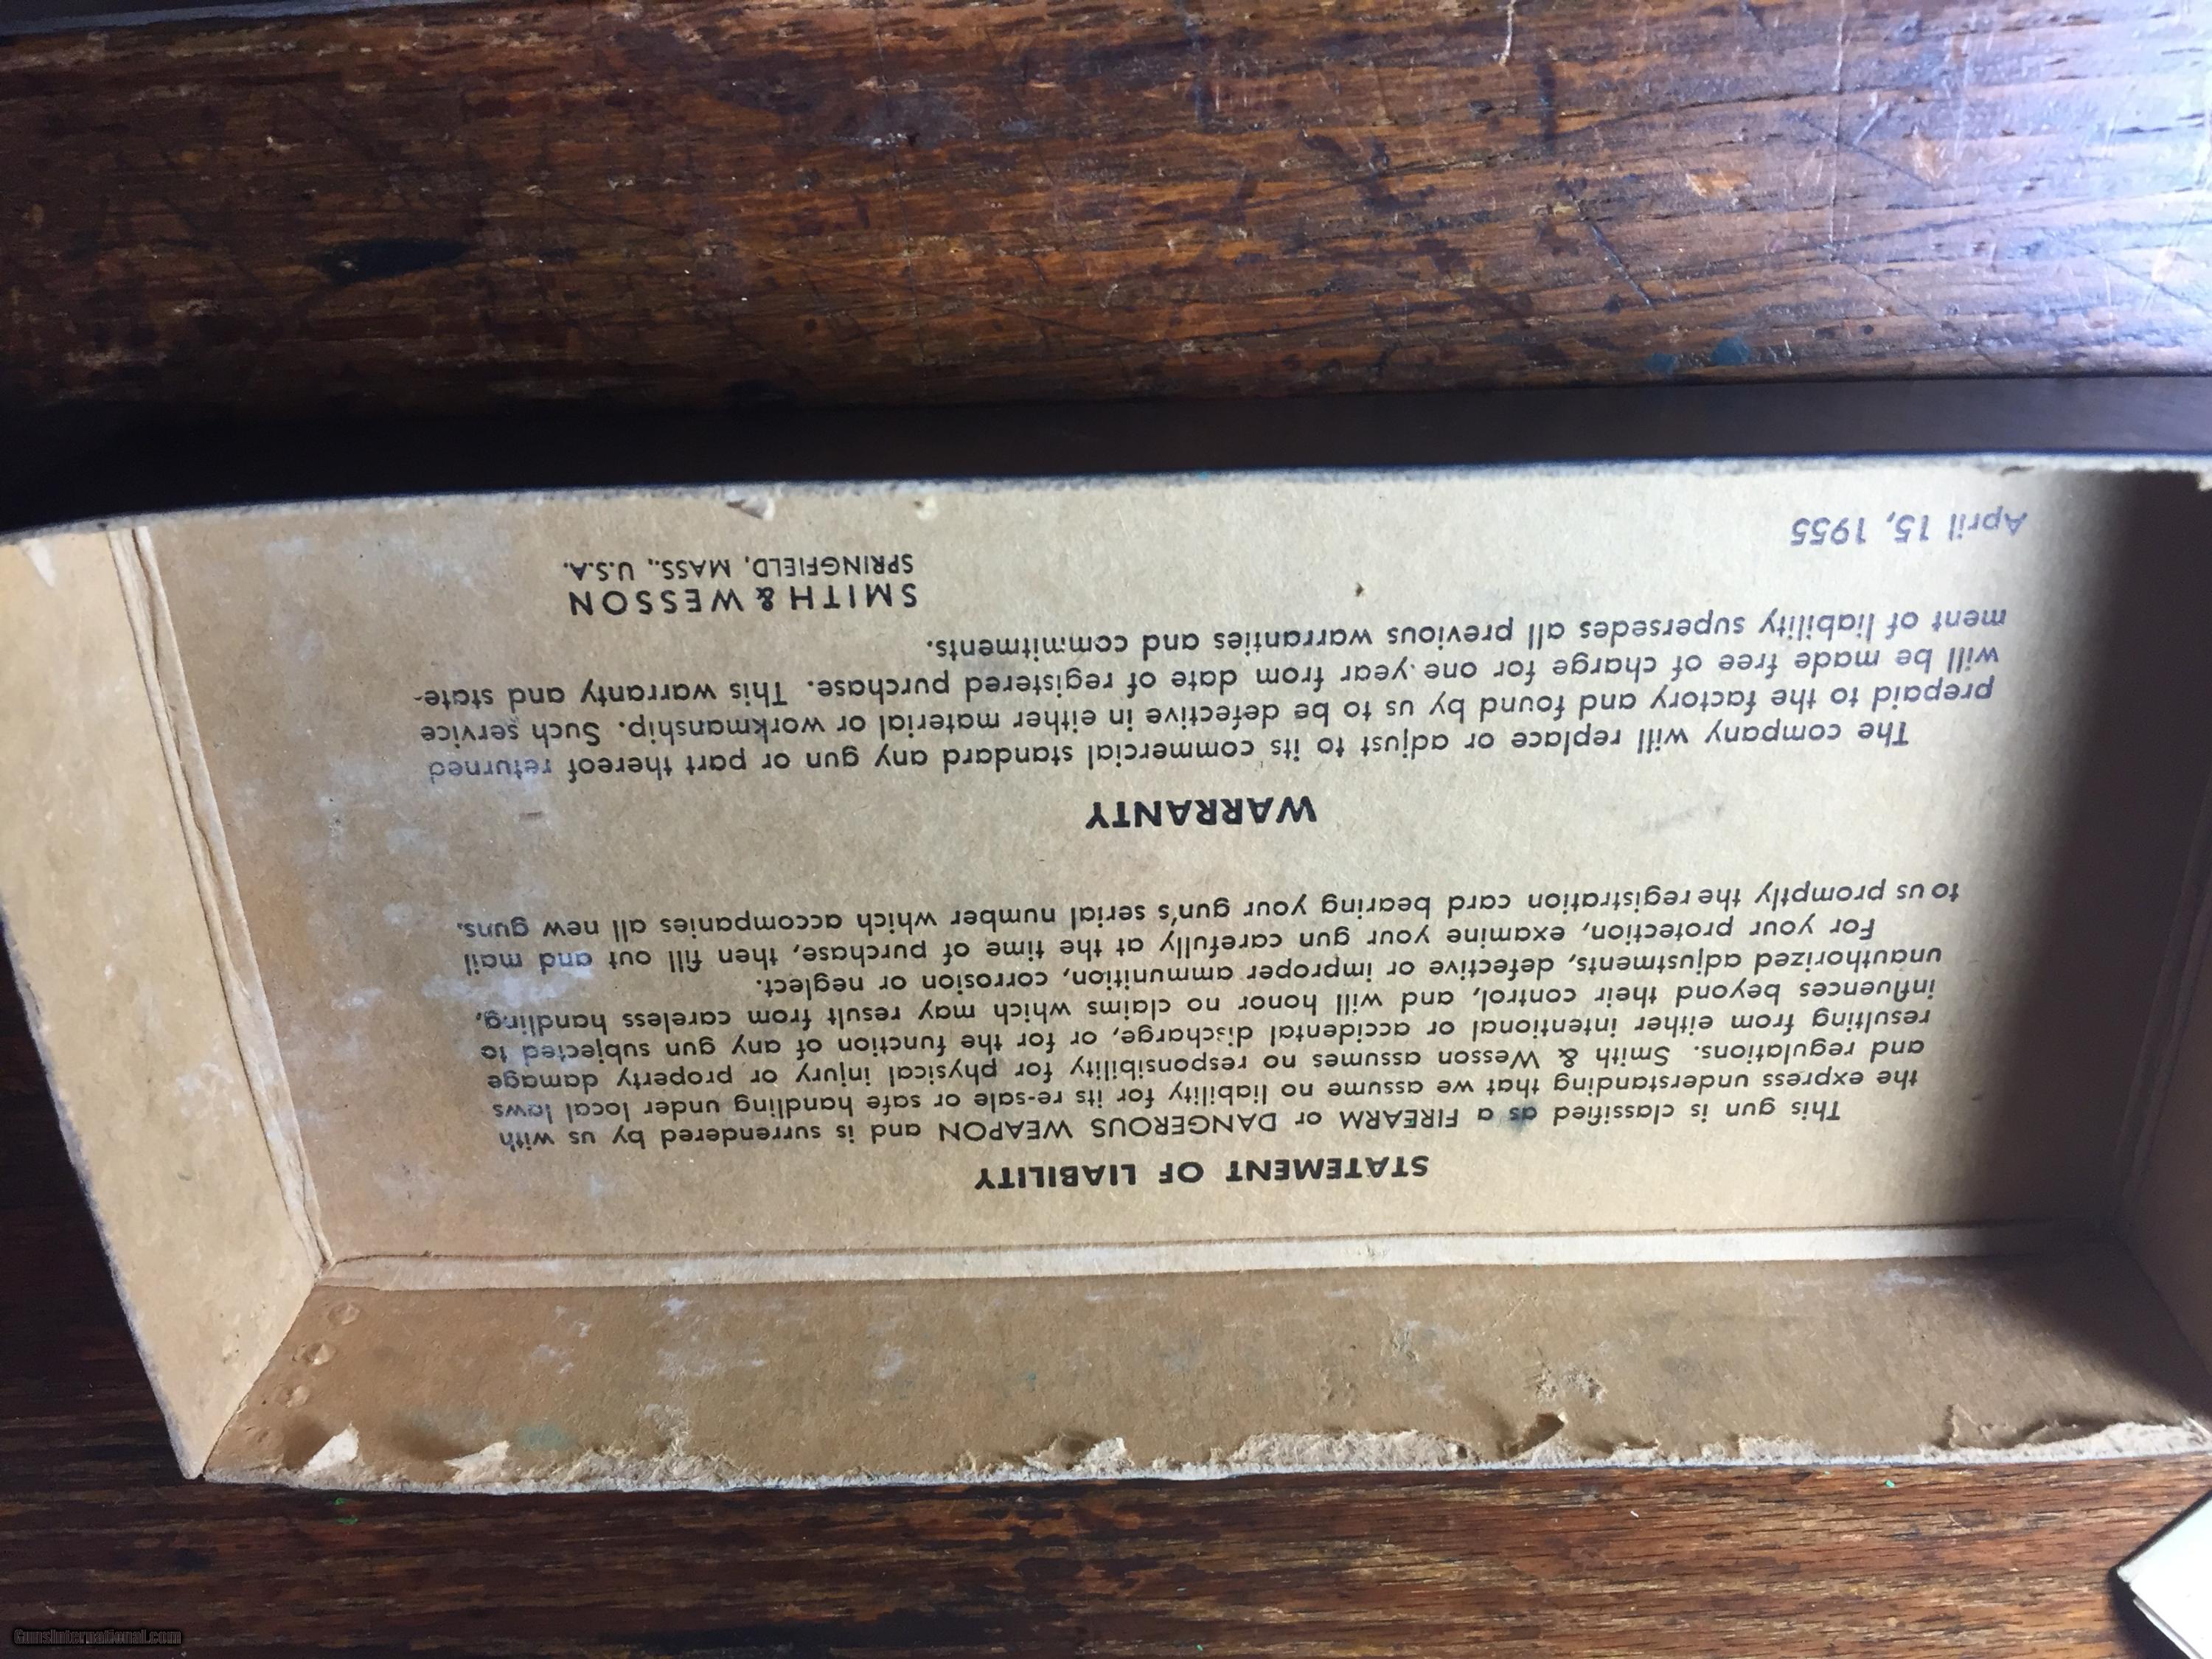 STATEMENT OF LIABILITY
This gun is classified as a FIREARM or DANGEROUS WEAPON and is surrendered by us with
the express understanding that we assume no liability for its re-sale or safe handling under local laws
and regulations. Smith & Wesson assumes no responsibility for physical injury or property damage
resulting from either intentional or accidental discharge, or for the function of any gun subjected to
influences beyond their control, and will honor no claims which may result from careless handling,
unauthorized adjustments, defective or improper ammunition, corrosion or neglect.
For your protection, examine your gun carefully at the time of purchase, then fill out and mail
to us promptly the registration card bearing your gun's serial number which accompanies all new guns.
WARRANTY
The company will replace or adjust to its commercial standard any gun or part thereof returned
prepaid to the factory and found by us to be defective in either material or workmanship. Such service
will be made free of charge for one year from date of registered purchase. This warranty and state-
ment of liability supersedes all previous warranties and commitments.
SMITH & WESSON
SPRINGFIELD, MASS., U.S.A.
April 15, 1955
GunsInternational.com